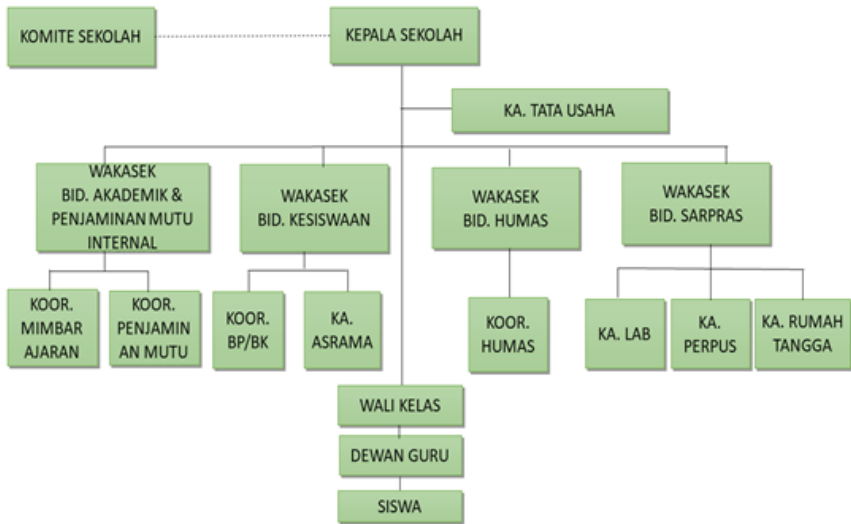 KOMITE SEKOLAH
KEPALA SEKOLAH
KA. TATA USAHA
WAKASEK
BID. AKADEMIK &
PENJAMINAN MUTU
INTERNAL
WAKASEK
BID. KESISWAAN
WAKASEK
BID. HUMAS
WAKASEK
BID. SARPRAS
KOOR.
MIMBAR
AJARAN
KOOR.
PENJAMIN
AN MUTU
KOOR.
BP/BK
KA.
ASRAMA
KOOR.
HUMAS
KA. LAB
KA.
PERPUS
KA. RUMAH
TANGGA
WALI KELAS
DEWAN GURU
SISWA